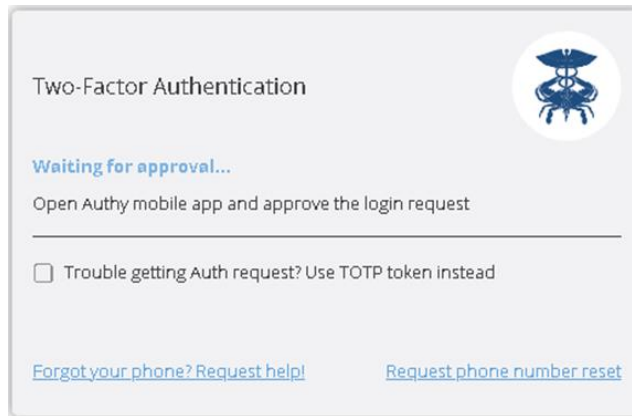 Two-Factor Authentication
Waiting for approval...
Open Authy mobile app and approve the login request
Trouble getting Auth request? Use TOTP token instead
Forgot your phone? Request help!
Request phone number reset